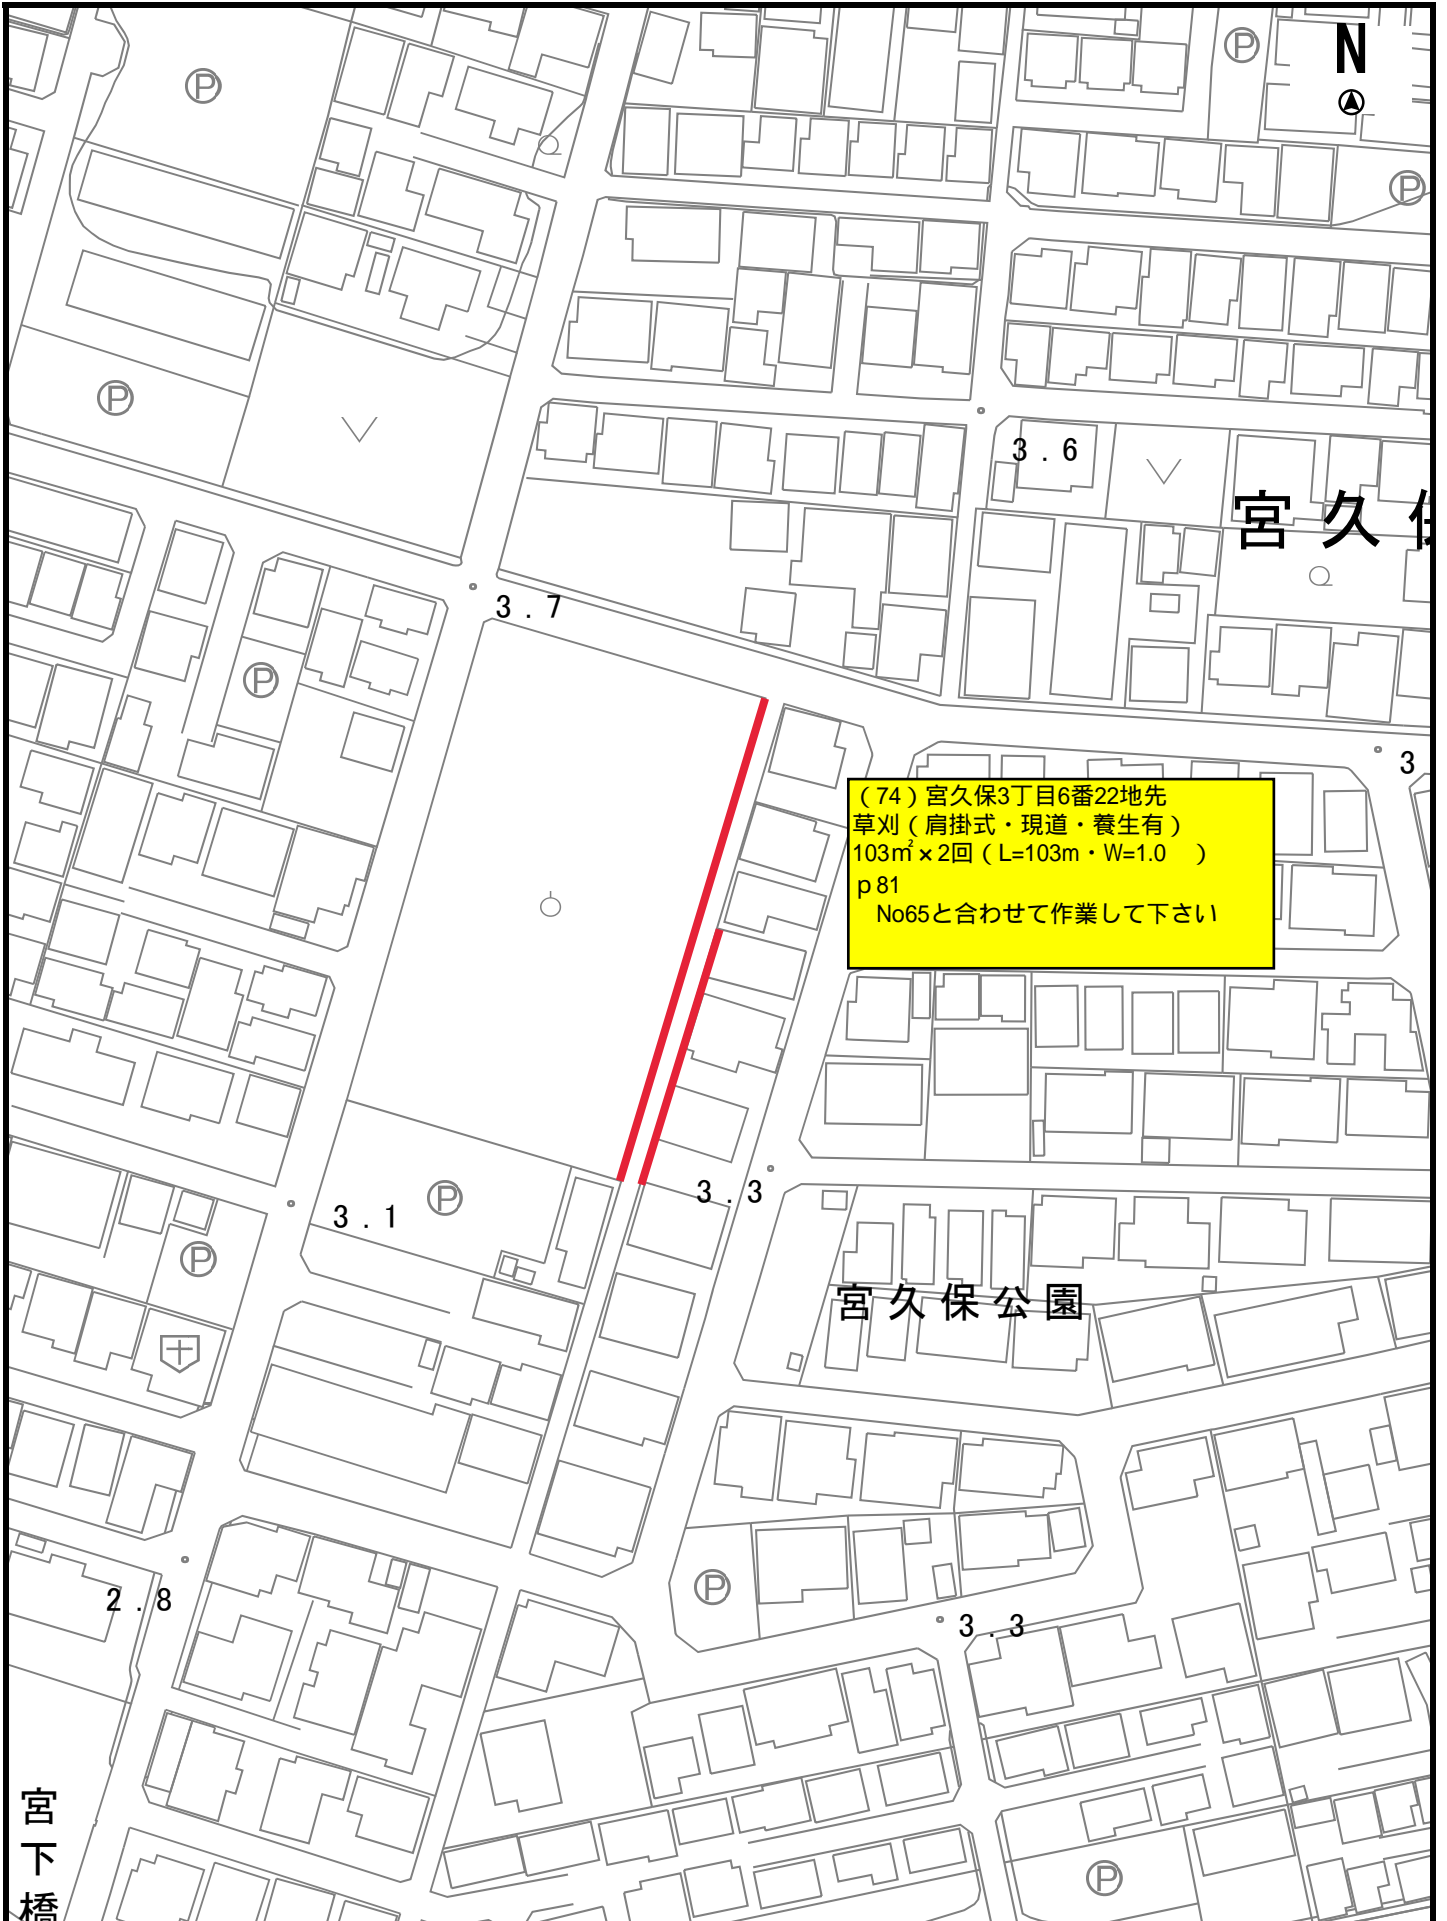 P
N
P
P
P
3.6
宮久
3.7
P
3
(74)宮久保3丁目6番22地先
草刈(肩掛式・現道・養生有)
103㎡×2回(L=103m・W=1.0 )
p81
No65と合わせて作業して下さい
3.3
3.1
P
P
宮久保公園
2.8
P
3.3
宮下橋
P